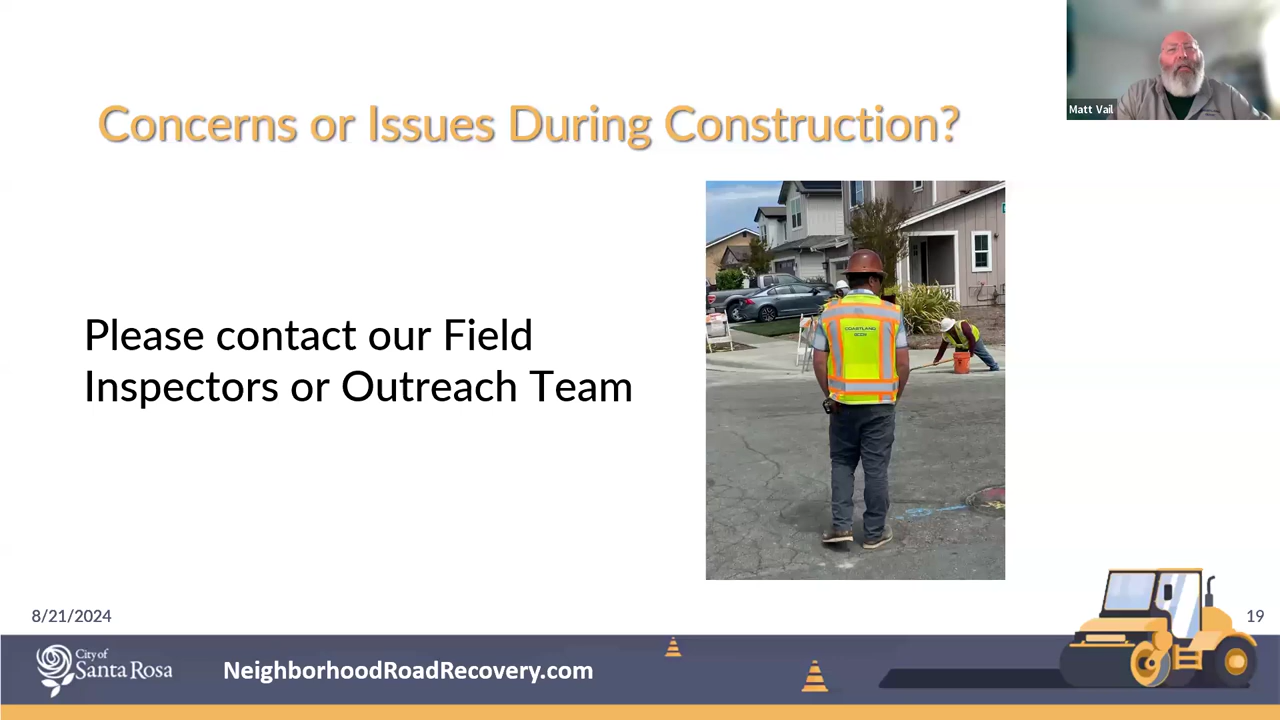 Matt Vail
Concerns or Issues During Construction?
Please contact our Field
Inspectors or Outreach Team
COASTLAND
8/21/2024
19
City of
Santa Rosa
NeighborhoodRoadRecovery.com